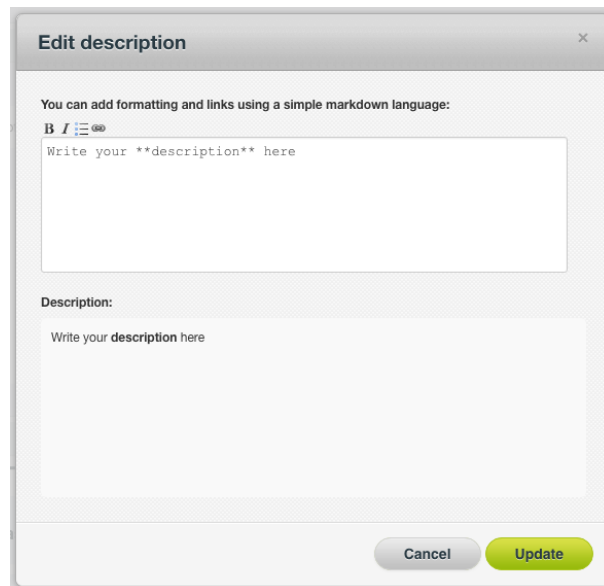 Edit description
×
You can add formatting and links using a simple markdown language:
B I
Write your **description** here
Description:
Write your description here
Cancel Update